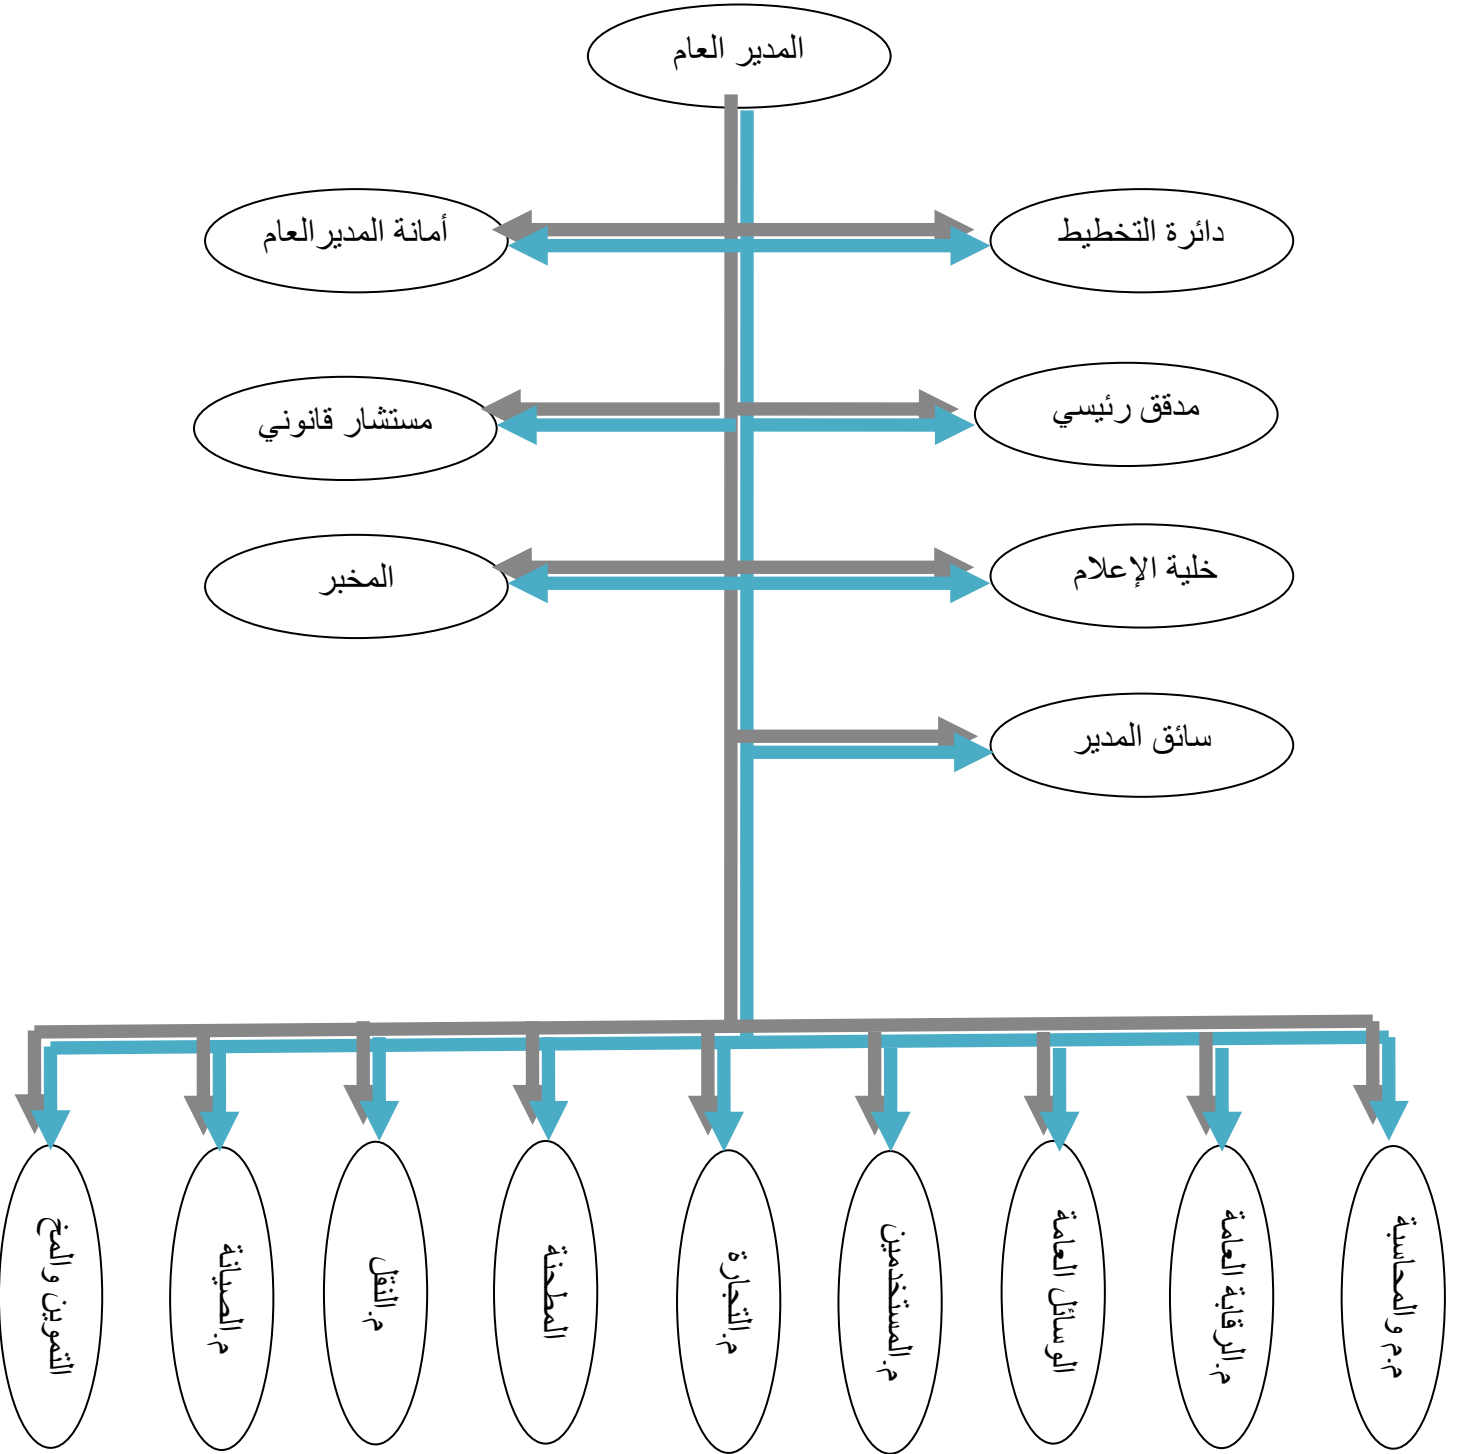 المدير العام
دائرة التخطيط
أمانة المديرالعام
مدقق رئيسي
مستشار قانوني
خلية الإعلام
المخبر
سائق المدير
م.م والمحاسبة
م.الرقابة العامة
الوسائل العامة
م.المستخدمين
م.التجارة
المطحنة
م.النقل
م.الصيانة
التموين والمخ